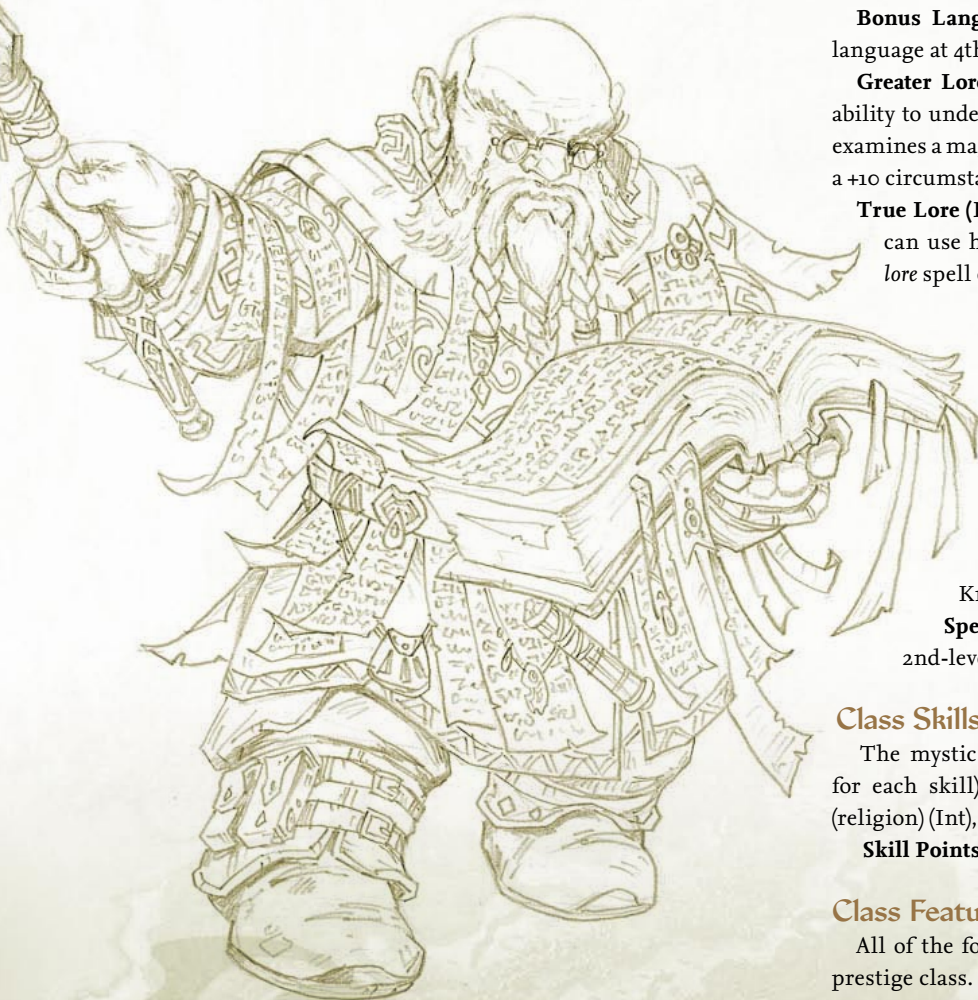 Bonus Lang
language at 4th
Greater Lore
ability to unde
examines a ma
a +10 circumsta
True Lore (
can use h
lore spell
Spe
2nd-leve
Class Skills
The mystic
for each skill)
(religion) (Int),
Skill Points
Class Featu
All of the fo
prestige class.